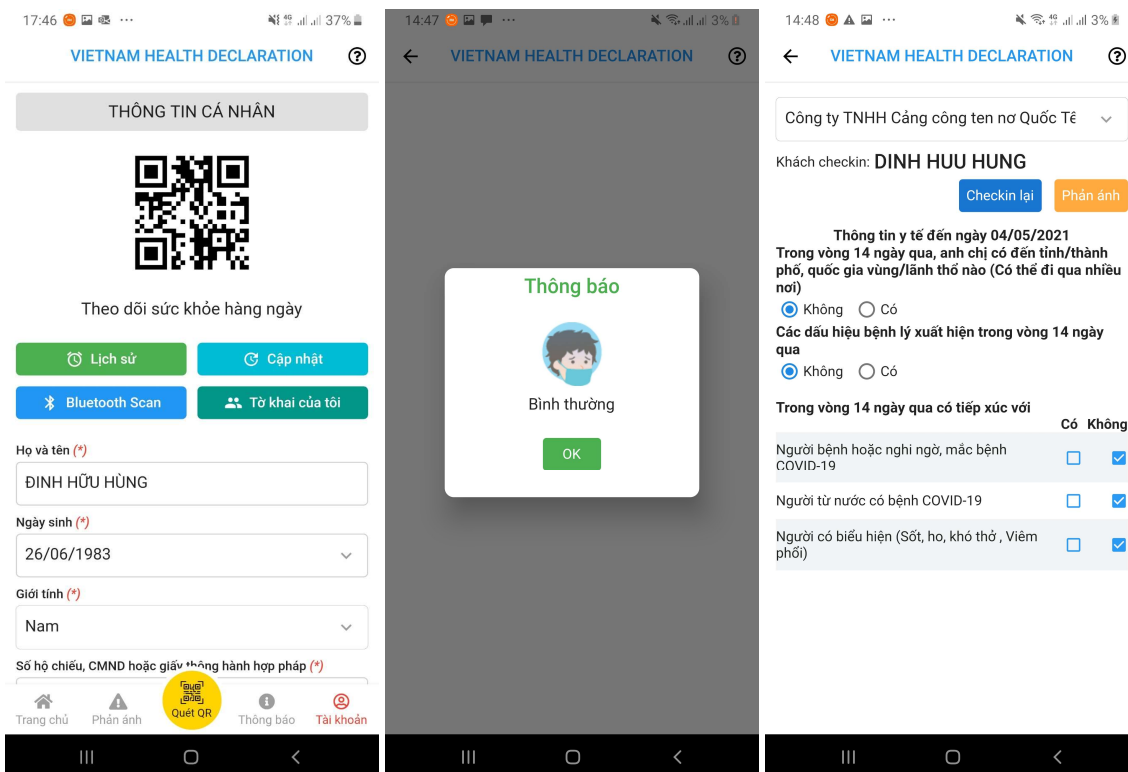 17:46 37%
VIETNAM HEALTH DECLARATION
THÔNG TIN CÁ NHÂN
Theo dõi sức khỏe hàng ngày
Lịch sử
Cập nhật
Bluetooth Scan
Tờ khai của tôi
Họ và tên (*)
ĐINH HỮU HÙNG
Ngày sinh (*)
26/06/1983
Giới tính (*)
Nam
Số hộ chiếu, CMND hoặc giấy thông hành hợp pháp (*)
Trang chủ
Phản ánh
Quét QR
Thông báo
Tài khoản
14:47 3%
VIETNAM HEALTH DECLARATION
Thông báo
Bình thường
OK
14:48 4G 3%
VIETNAM HEALTH DECLARATION
Công ty TNHH Cảng công ten nơ Quốc Tế
Khách checkin: DINH HUU HUNG
Checkin lại
Phản ánh
Thông tin y tế đến ngày 04/05/2021
Trong vòng 14 ngày qua, anh chị có đến tỉnh/thành
phố, quốc gia vùng/lãnh thổ nào (Có thể đi qua nhiều
nơi)
Không Có
Các dấu hiệu bệnh lý xuất hiện trong vòng 14 ngày
qua
Không Có
Trong vòng 14 ngày qua có tiếp xúc với
Có Không
Người bệnh hoặc nghi ngờ, mắc bệnh
COVID-19
Người từ nước có bệnh COVID-19
Người có biểu hiện (Sốt, ho, khó thở , Viêm
phổi)